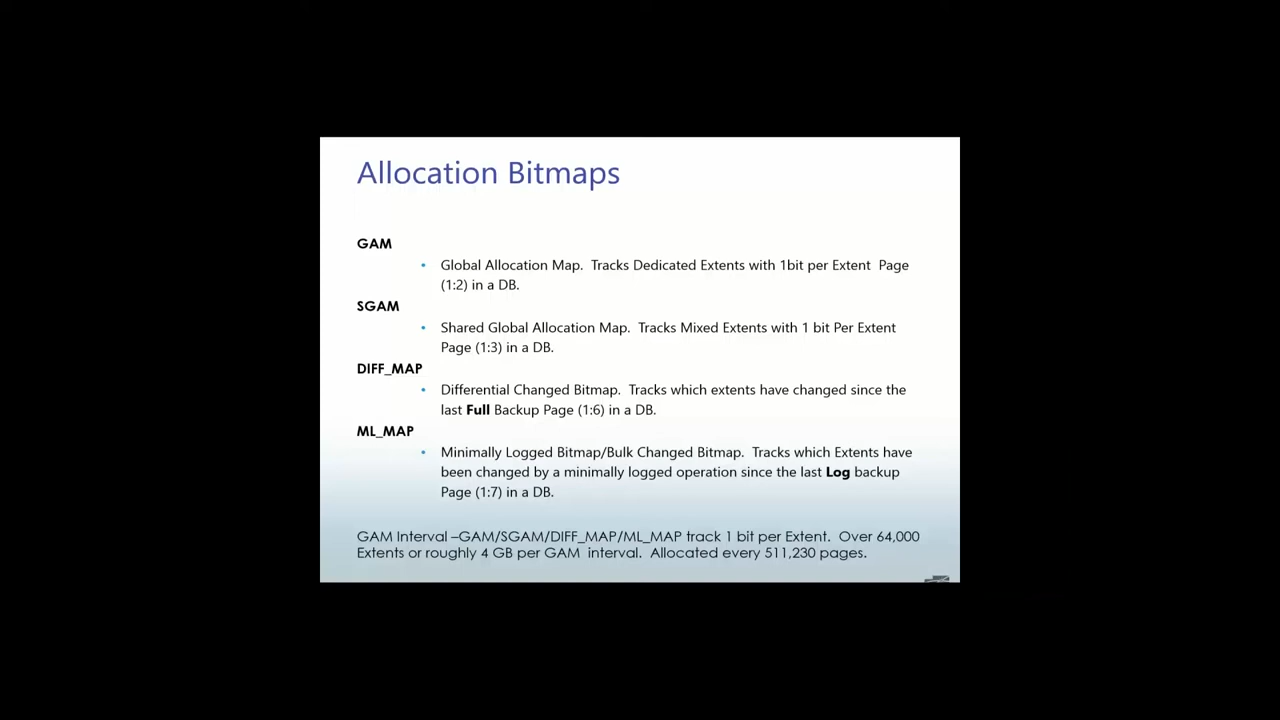 Allocation Bitmaps
GAM
• Global Allocation Map.  Tracks Dedicated Extents with 1bit per Extent  Page
(1:2) in a DB.
SGAM
• Shared Global Allocation Map.  Tracks Mixed Extents with 1 bit Per Extent
Page (1:3) in a DB.
DIFF_MAP
• Differential Changed Bitmap.  Tracks which extents have changed since the
last Full Backup Page (1:6) in a DB.
ML_MAP
• Minimally Logged Bitmap/Bulk Changed Bitmap.  Tracks which Extents have
been changed by a minimally logged operation since the last Log backup
Page (1:7) in a DB.
GAM Interval –GAM/SGAM/DIFF_MAP/ML_MAP track 1 bit per Extent.  Over 64,000
Extents or roughly 4 GB per GAM  interval.  Allocated every 511,230 pages.